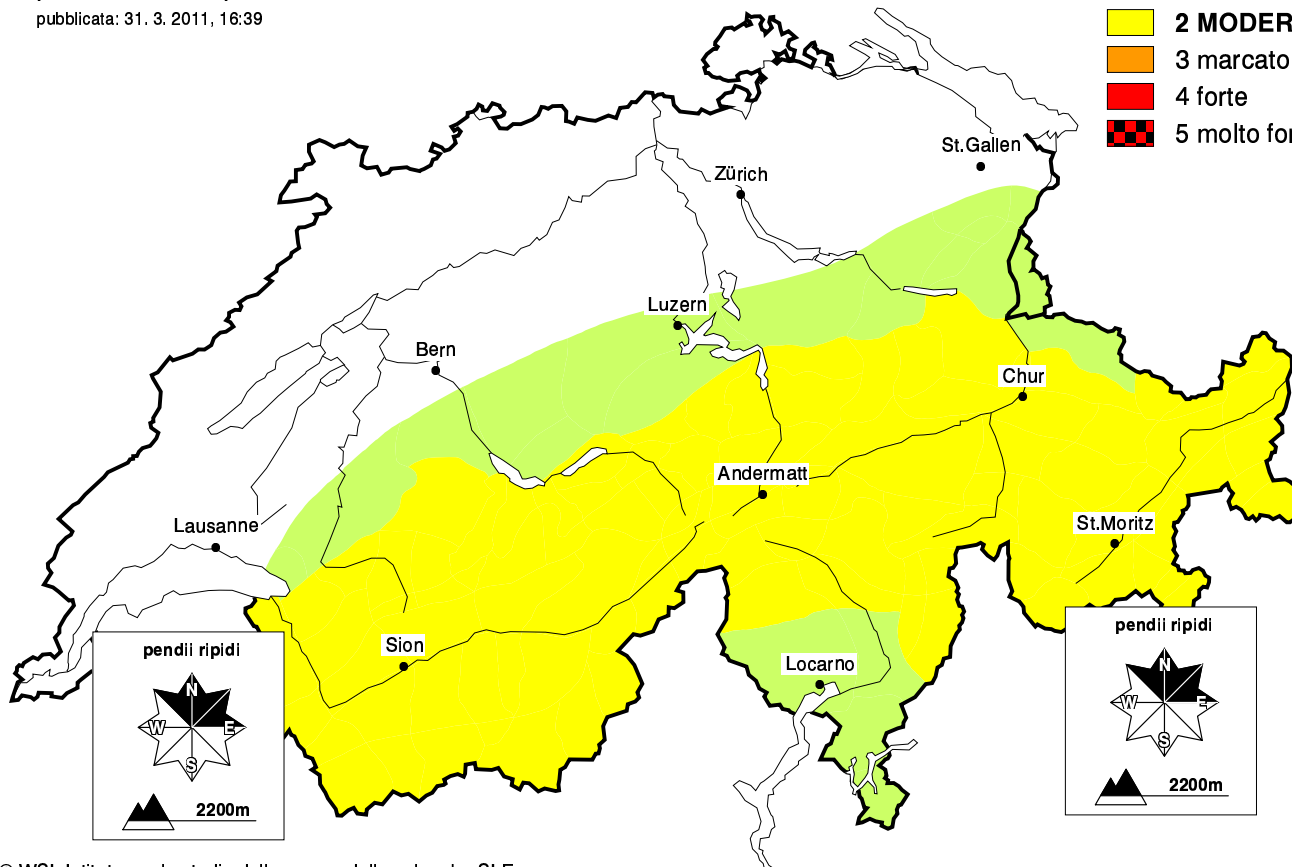 pubblicata: 31. 3. 2011, 16:39
2 MODER
3 marcato
4 forte
5 molto for
St.Gallen
Zürich
Luzern
Bern
Chur
Andermatt
Lausanne
St.Moritz
Sion
Locarno
pendii ripidi
N
W E
S
2200m
pendii ripidi
N
W E
S
2200m